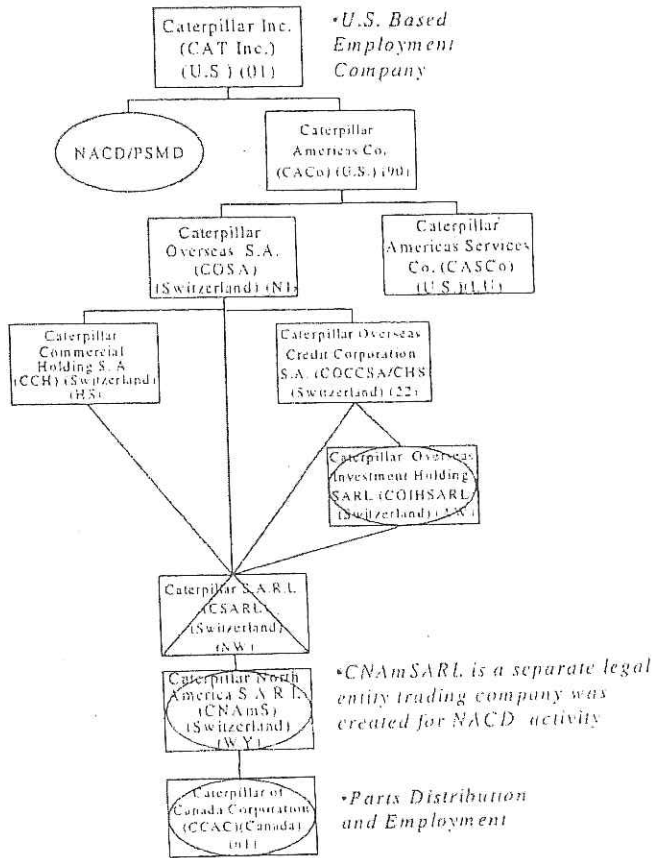 Caterpillar Inc.
(CAT Inc.)
(U.S.) (01)
•U.S. Based
Employment
Company
NACD/PSMD
Caterpillar
Americas Co.
(CACo) (U.S.) (90)
Caterpillar
Overseas S.A.
(COSA)
(Switzerland) (N1)
Caterpillar
Americas Services
Co. (CASCo)
(U.S.)(LU)
Caterpillar
Commercial
Holding S. A
(CCH) (Switzerland)
(HS)
Caterpillar Overseas
Credit Corporation
S.A. (COCCSA/CHS
(Switzerland) (22)
Caterpillar Overseas
Investment Holding
SARL (COIHSARL)
(Switzerland)
Caterpillar S.A.R.L
(CSARL)
(Switzerland)
(NW)
Caterpillar North
America S A R L
(CNAmS)
(Switzerland)
(WY)
•CNAmSARL is a separate legal
entity trading company was
created for NACD activity
Caterpillar of
Canada Corporation
(CCAC)(Canada)
•Parts Distribution
and Employment